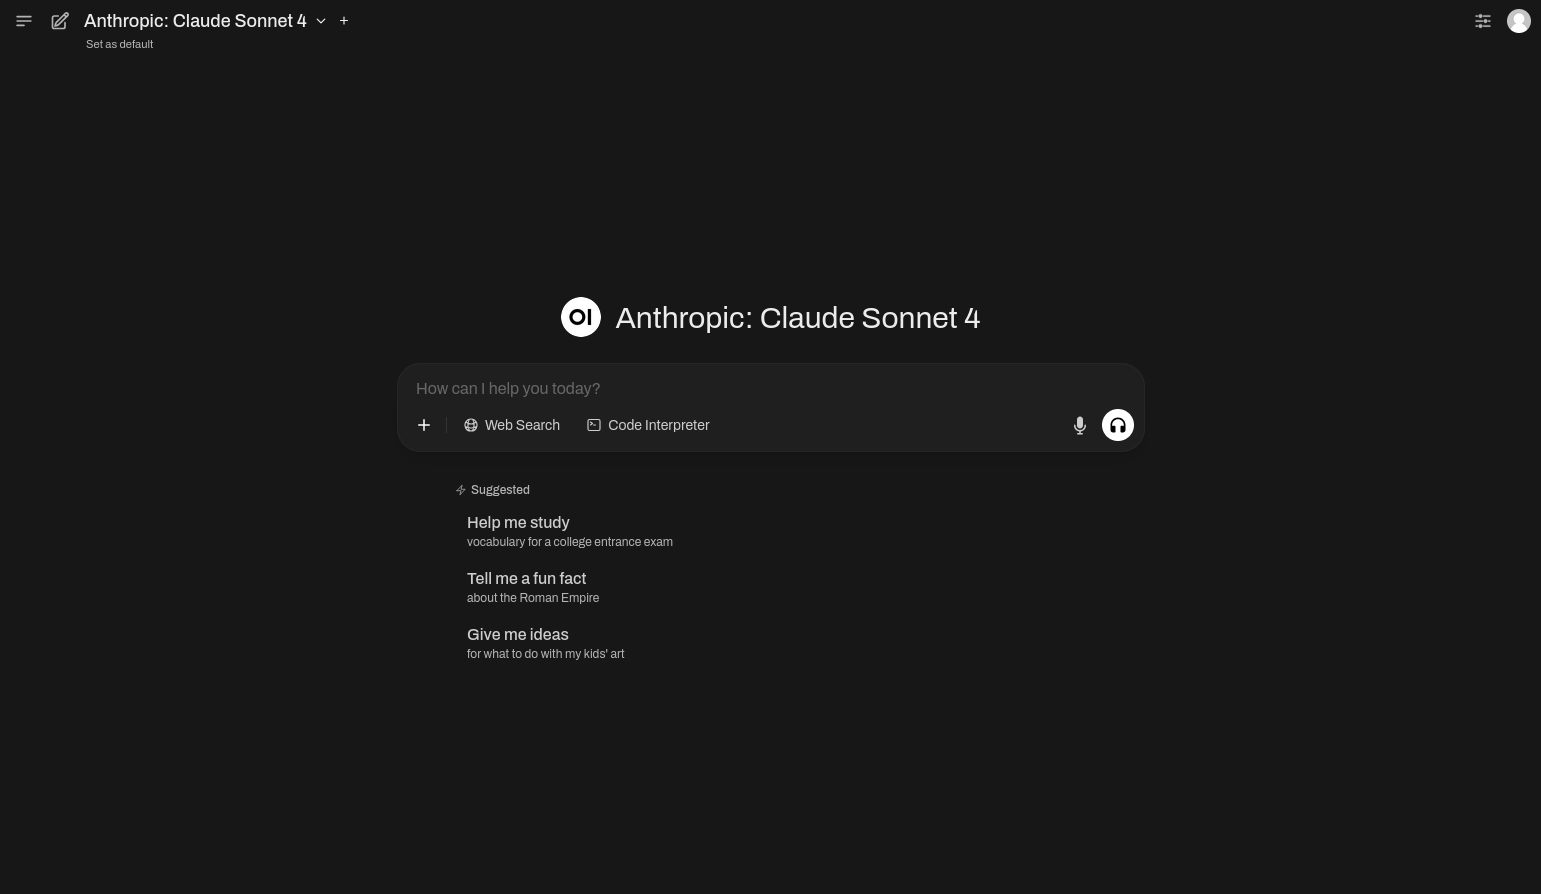 Anthropic: Claude Sonnet 4
Set as default
OI Anthropic: Claude Sonnet 4
How can I help you today?
Web Search Code Interpreter
Suggested
Help me study
vocabulary for a college entrance exam
Tell me a fun fact
about the Roman Empire
Give me ideas
for what to do with my kids' art